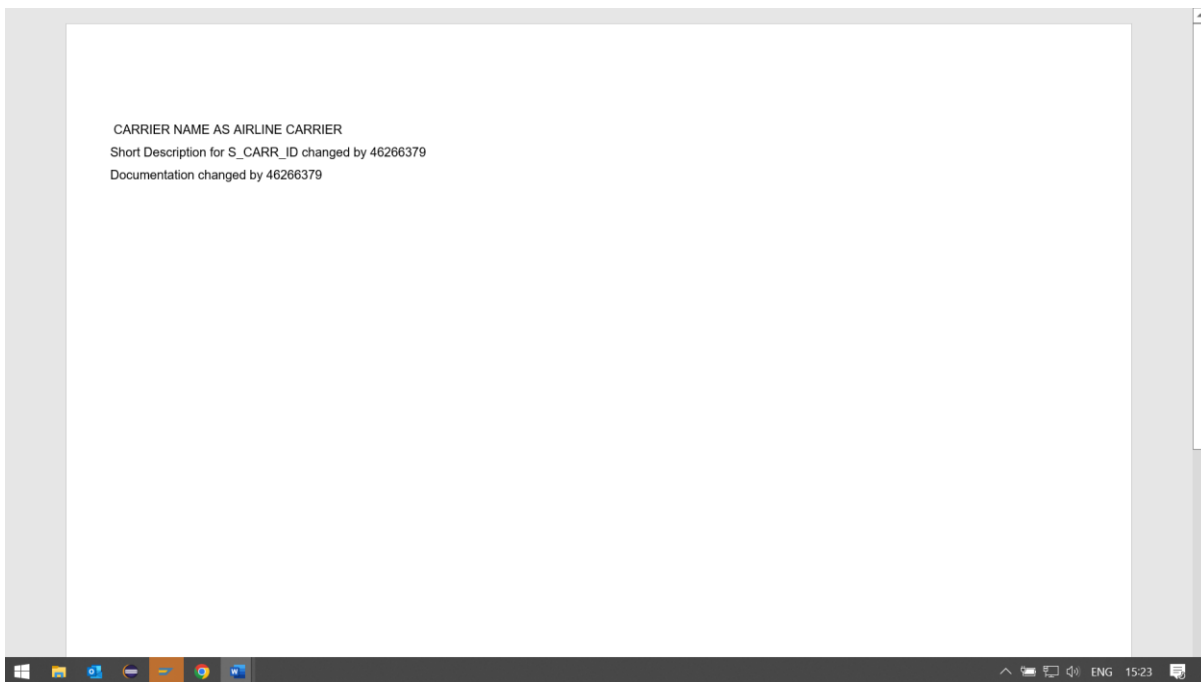 CARRIER NAME AS AIRLINE CARRIER
Short Description for S_CARR_ID changed by 46266379
Documentation changed by 46266379
ENG 15:23